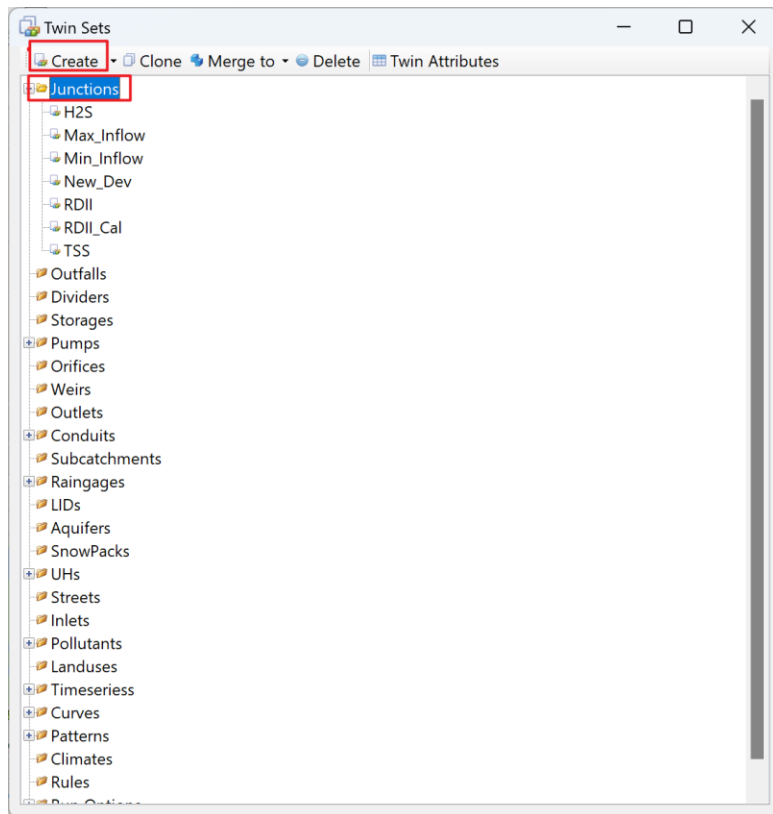 Twin Sets
Create Clone Merge to Delete Twin Attributes
Junctions
H2S
Max_Inflow
Min_Inflow
New_Dev
RDII
RDII_Cal
TSS
Outfalls
Dividers
Storages
Pumps
Orifices
Weirs
Outlets
Conduits
Subcatchments
Raingages
LIDs
Aquifers
SnowPacks
UHs
Streets
Inlets
Pollutants
Landuses
Timeseriess
Curves
Patterns
Climates
Rules
Run Options